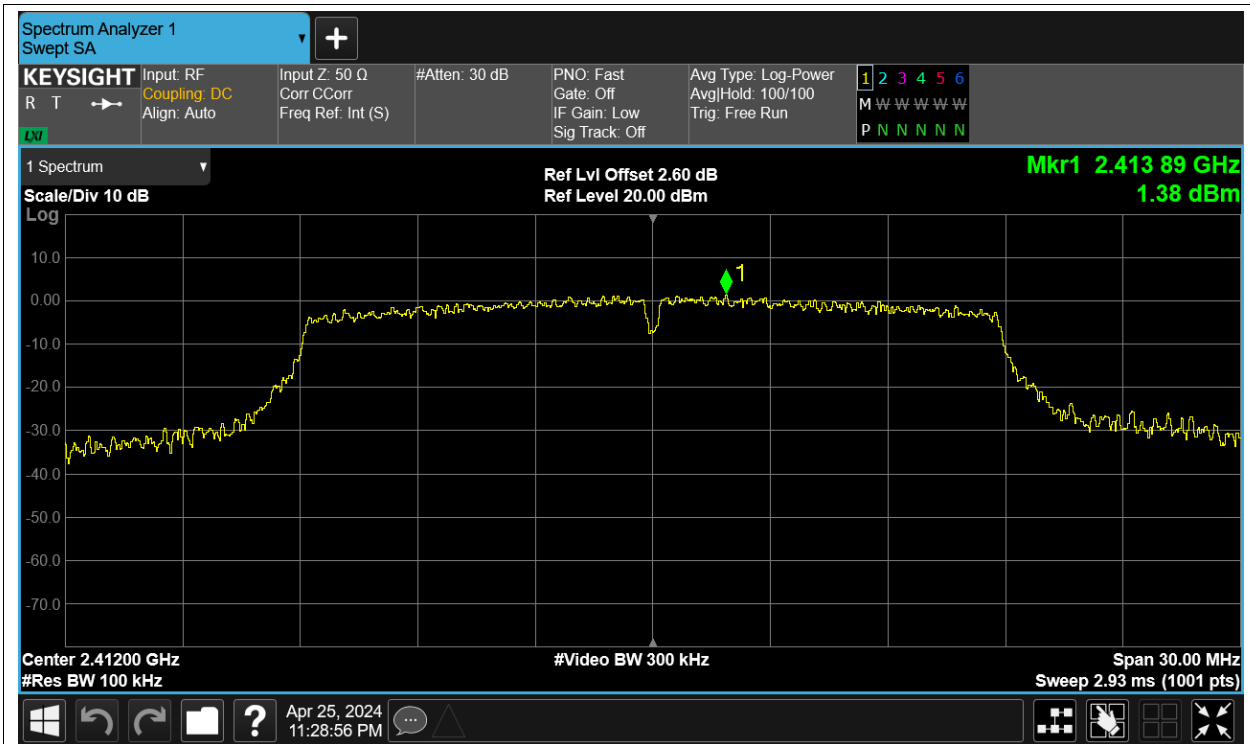 Spectrum Analyzer 1
Swept SA
KEYSIGHT
R T
LXI
Input: RF
Coupling: DC
Align: Auto
Input Z: 50 Ω
Corr CCorr
Freq Ref: Int (S)
#Atten: 30 dB
PNO: Fast
Gate: Off
IF Gain: Low
Sig Track: Off
Avg Type: Log-Power
Avg|Hold: 100/100
Trig: Free Run
1 2 3 4 5 6
M W W W W W
P N N N N N
1 Spectrum
Scale/Div 10 dB
Ref Lvl Offset 2.60 dB
Ref Level 20.00 dBm
Mkr1 2.413 89 GHz
1.38 dBm
Log
10.0
0.00
-10.0
-20.0
-30.0
-40.0
-50.0
-60.0
-70.0
1
Center 2.41200 GHz
#Res BW 100 kHz
#Video BW 300 kHz
Span 30.00 MHz
Sweep 2.93 ms (1001 pts)
?
Apr 25, 2024
11:28:56 PM